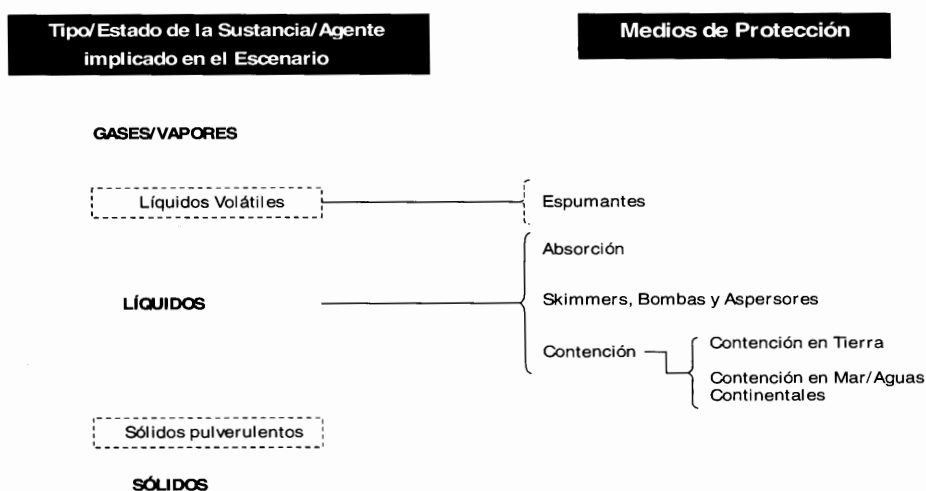 Tipo/Estado de la Sustancia/Agente
implicado en el Escenario
Medios de Protección
GASES/VAPORES
Líquidos Volátiles
Espumantes
Absorción
LÍQUIDOS
Skimmers, Bombas y Aspersores
Contención
Contención en Tierra
Contención en Mar/Aguas
Continentales
Sólidos pulverulentos
SÓLIDOS